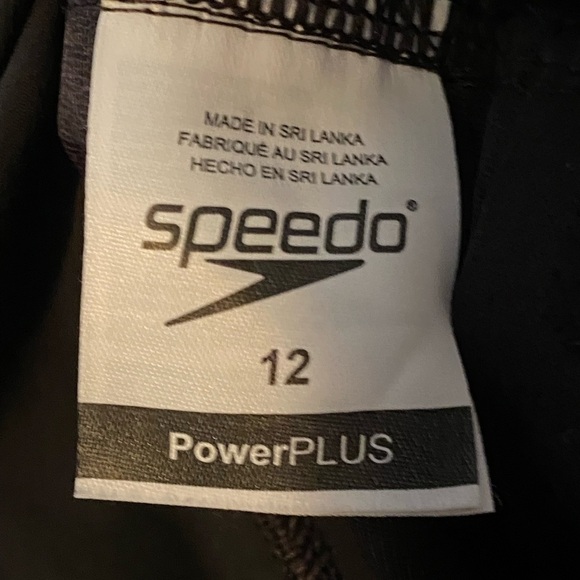 MADE IN SRI LANKA
FABRIQUÉ AU SRI LANKA
HECHO EN SRI LANKA
speedo®
12
PowerPLUS